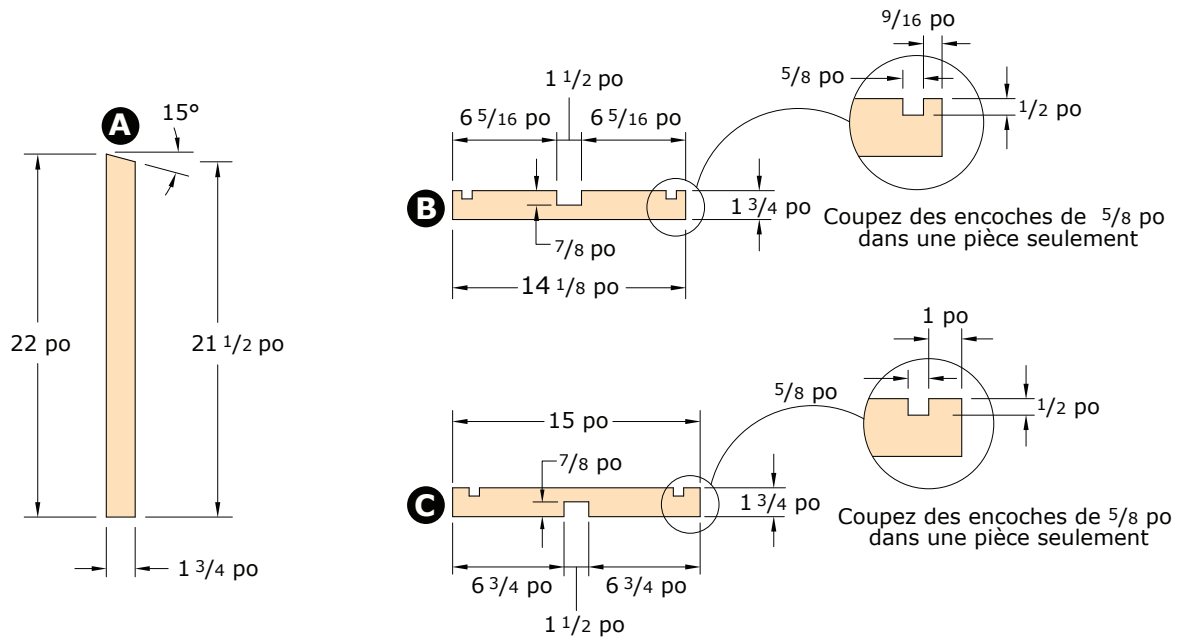 A
15°
22 po
21 1/2 po
1 3/4 po
9/16 po
1 1/2 po
5/8 po
6 5/16 po
6 5/16 po
1/2 po
B
1 3/4 po
7/8 po
14 1/8 po
Coupez des encoches de 5/8 po
dans une pièce seulement
1 po
5/8 po
15 po
1/2 po
7/8 po
C
1 3/4 po
6 3/4 po
6 3/4 po
1 1/2 po
Coupez des encoches de 5/8 po
dans une pièce seulement